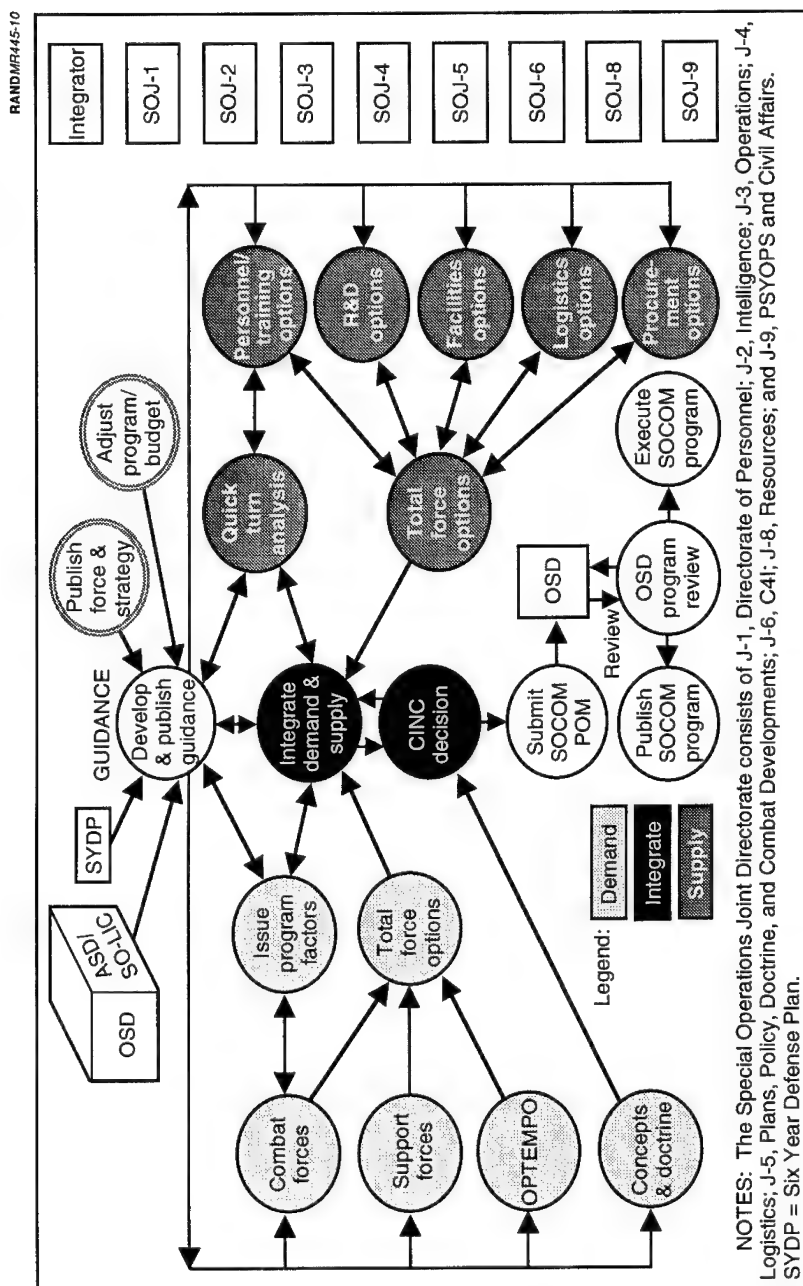 RANDMR445-10
OSD
ASD/
SO-LIC
SYDP
GUIDANCE
Publish
force &
strategy
Adjust
program/
budget
Develop
& publish
guidance
Combat
forces
Issue
program
factors
Integrate
demand &
supply
Quick
turn
analysis
Personnel/
training
options
Support
forces
Total
force
options
CINC
decision
Total
force
options
R&D
options
Facilities
options
Logistics
options
Procure-
ment
options
OPTEMPO
Concepts
& doctrine
Legend:
Demand
Integrate
Supply
Submit
SOCOM
POM
OSD
Review
Publish
SOCOM
program
OSD
program
review
Execute
SOCOM
program
Integrator
SOJ-1
SOJ-2
SOJ-3
SOJ-4
SOJ-5
SOJ-6
SOJ-8
SOJ-9
NOTES: The Special Operations Joint Directorate consists of J-1, Directorate of Personnel; J-2, Intelligence; J-3, Operations; J-4,
Logistics; J-5, Plans, Policy, Doctrine, and Combat Developments; J-6, C4I; J-8, Resources; and J-9, PSYOPS and Civil Affairs.
SYDP = Six Year Defense Plan.